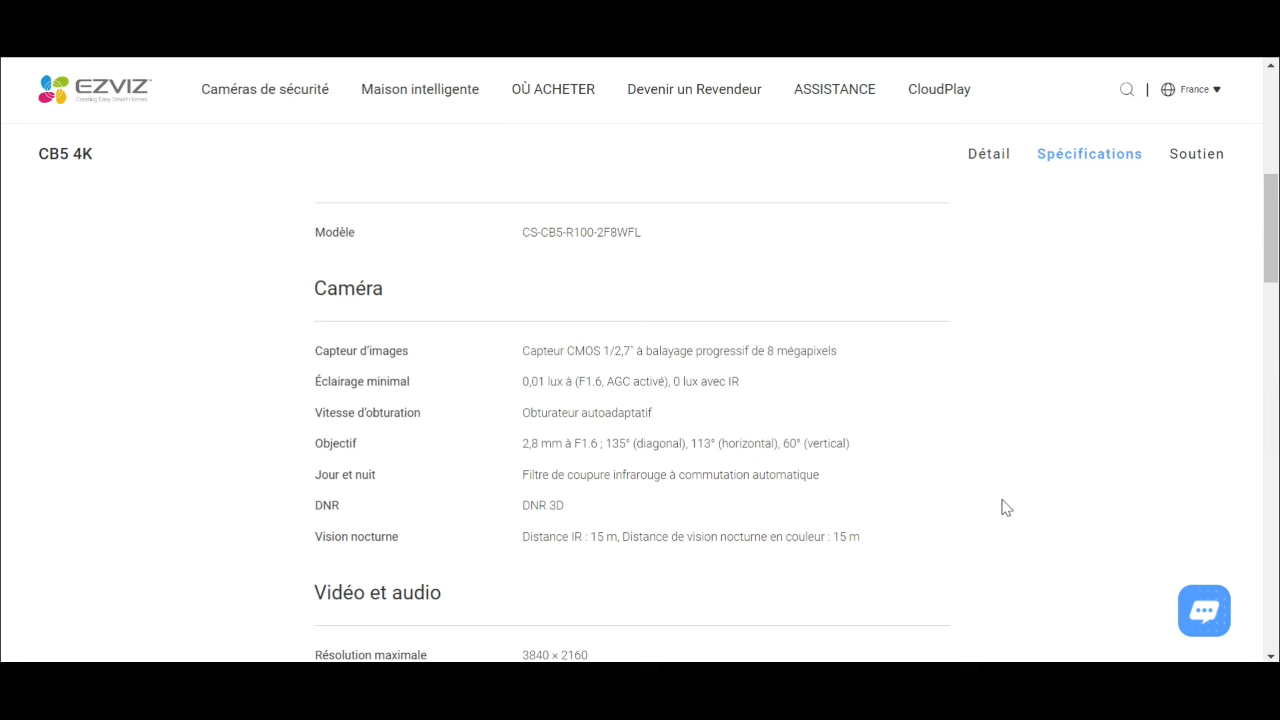 EZVIZ
Creating Easy Smart Homes
Caméras de sécurité Maison intelligente OÙ ACHETER Devenir un Revendeur ASSISTANCE CloudPlay | France
CB5 4K Détail Spécifications Soutien
Modèle CS-CB5-R100-2F8WFL
Caméra
Capteur d'images Capteur CMOS 1/2,7" à balayage progressif de 8 mégapixels
Éclairage minimal 0,01 lux à (F1.6, AGC activé), 0 lux avec IR
Vitesse d'obturation Obturateur autoadaptatif
Objectif 2,8 mm à F1.6 ; 135° (diagonal), 113° (horizontal), 60° (vertical)
Jour et nuit Filtre de coupure infrarouge à commutation automatique
DNR DNR 3D
Vision nocturne Distance IR : 15 m, Distance de vision nocturne en couleur : 15 m
Vidéo et audio
Résolution maximale 3840 × 2160